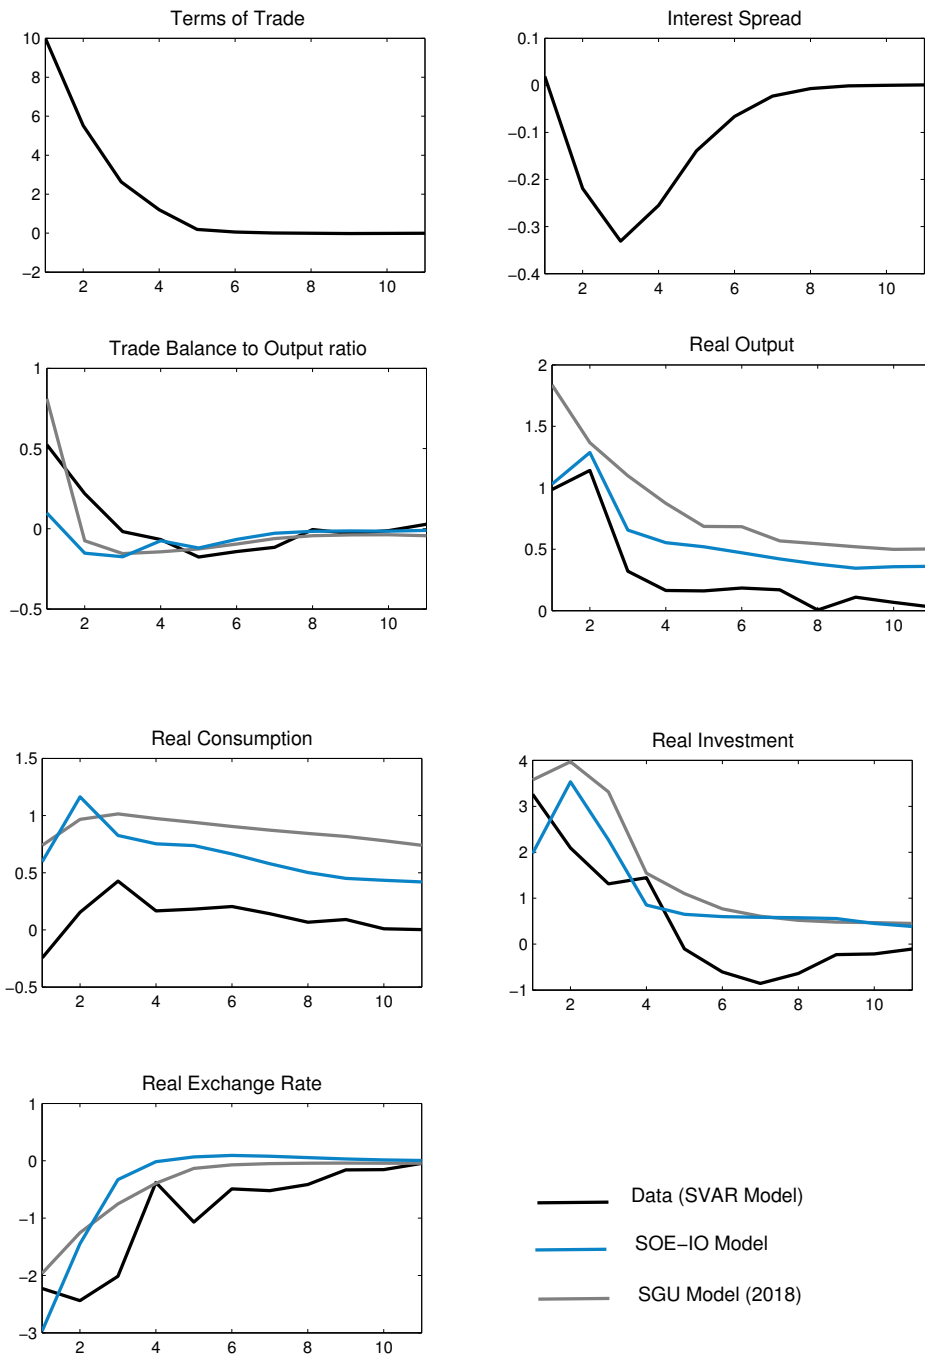 Terms of Trade
10
8
6
4
2
0
−2
2 4 6 8 10
Interest Spread
0.1
0
−0.1
−0.2
−0.3
−0.4
2 4 6 8 10
Trade Balance to Output ratio
1
0.5
0
−0.5
2 4 6 8 10
Real Output
2
1.5
1
0.5
0
2 4 6 8 10
Real Consumption
1.5
1
0.5
0
−0.5
2 4 6 8 10
Real Investment
4
3
2
1
0
−1
2 4 6 8 10
Real Exchange Rate
1
0
−1
−2
−3
2 4 6 8 10
Data (SVAR Model)
SOE−IO Model
SGU Model (2018)